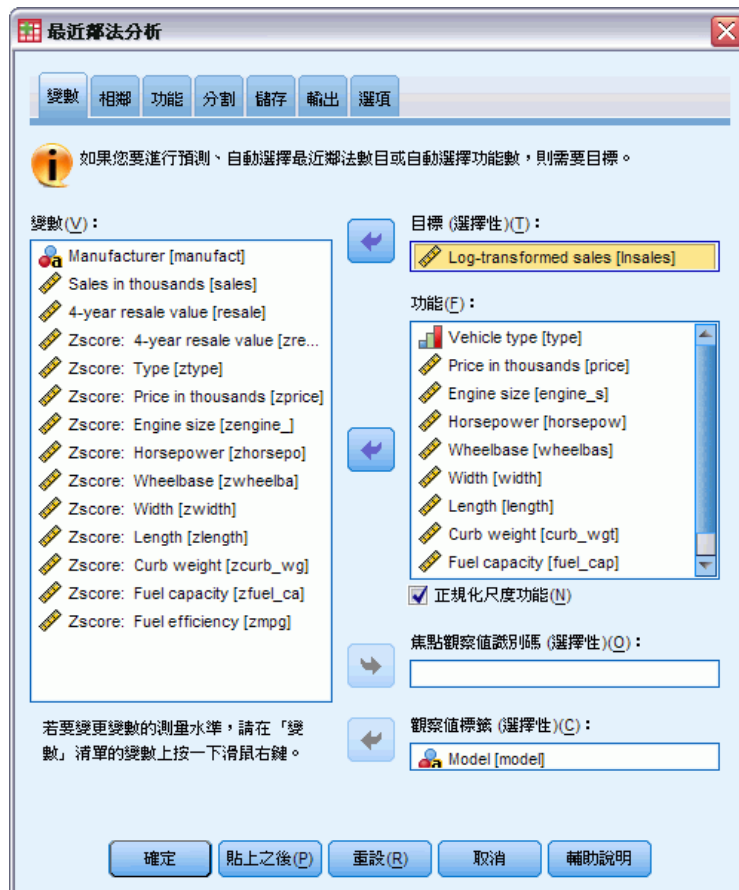 最近鄰法分析
變數 相鄰 功能 分割 儲存 輸出 選項
如果您要進行預測、自動選擇最近鄰法數目或自動選擇功能數，則需要目標。
變數(V)：
Manufacturer [manufact]
Sales in thousands [sales]
4-year resale value [resale]
Zscore: 4-year resale value [zre...
Zscore: Type [ztype]
Zscore: Price in thousands [zprice]
Zscore: Engine size [zengine_]
Zscore: Horsepower [zhorsepo]
Zscore: Wheelbase [zwheelba]
Zscore: Width [zwidth]
Zscore: Length [zlength]
Zscore: Curb weight [zcurb_wg]
Zscore: Fuel capacity [zfuel_ca]
Zscore: Fuel efficiency [zmpg]
若要變更變數的測量水準，請在「變
數」清單的變數上按一下滑鼠右鍵。
目標 (選擇性)(T)：
Log-transformed sales [lnsales]
功能(F)：
Vehicle type [type]
Price in thousands [price]
Engine size [engine_s]
Horsepower [horsepow]
Wheelbase [wheelbas]
Width [width]
Length [length]
Curb weight [curb_wgt]
Fuel capacity [fuel_cap]
正規化尺度功能(N)
焦點觀察值識別碼 (選擇性)(O)：
觀察值標籤 (選擇性)(C)：
Model [model]
確定 貼上之後(P) 重設(R) 取消 輔助說明